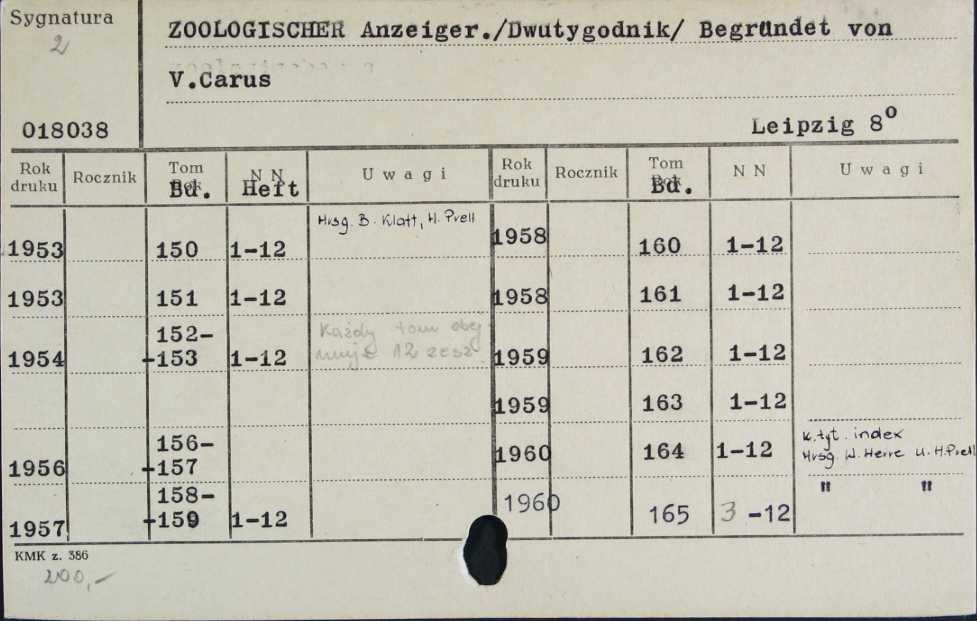 Sygnatura
2
018038
ZOOLOGISCHER Anzeiger./Dwutygodnik/ Begründet von
V.Carus
Leipzig 8º
Rok druku Rocznik Tom Bd. N N Heft Uwagi Rok druku Rocznik Tom Bd. N N Uwagi
Hrsg. B. Klatt, H. Prell
1953 150 1-12 1958 160 1-12
1953 151 1-12 1958 161 1-12
152-
Każdy tom obej
1954 +153 1-12 muje 12 zesz. 1959 162 1-12
1959 163 1-12
K. tyt. index
156-
1956 +157 1960 164 1-12 Hrsg. W. Herre u. H. Prell
158- " "
1957 +159 1-12 1960 165 3 -12
KMK z. 386
200,-